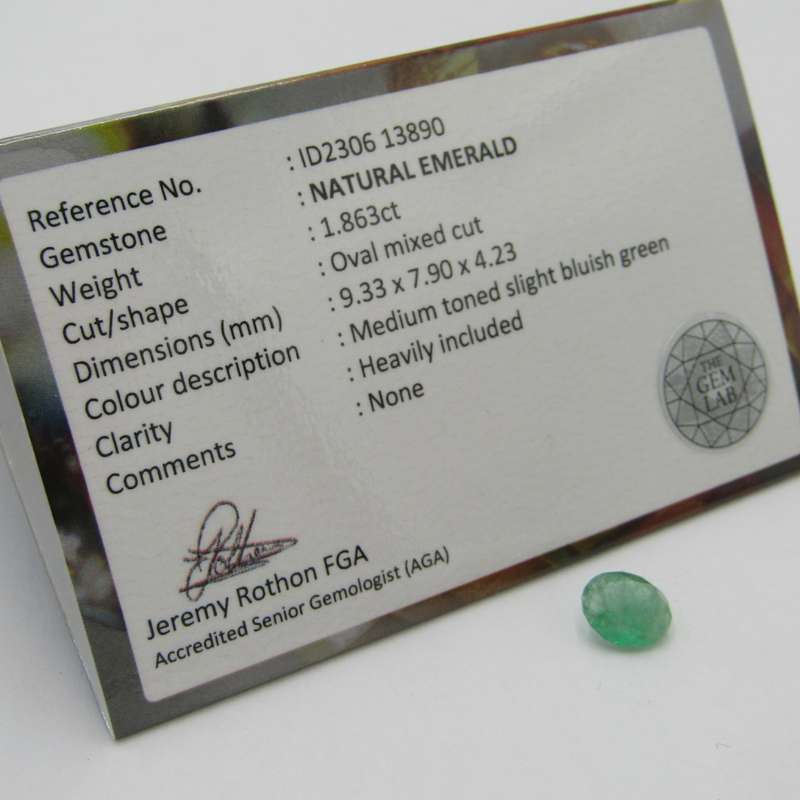 Reference No. : ID2306 13890
Gemstone : NATURAL EMERALD
Weight : 1.863ct
Cut/shape : Oval mixed cut
Dimensions (mm) : 9.33 x 7.90 x 4.23
Colour description : Medium toned slight bluish green
Clarity : Heavily included
Comments : None
THE
GEM
LAB
Jeremy Rothon FGA
Accredited Senior Gemologist (AGA)